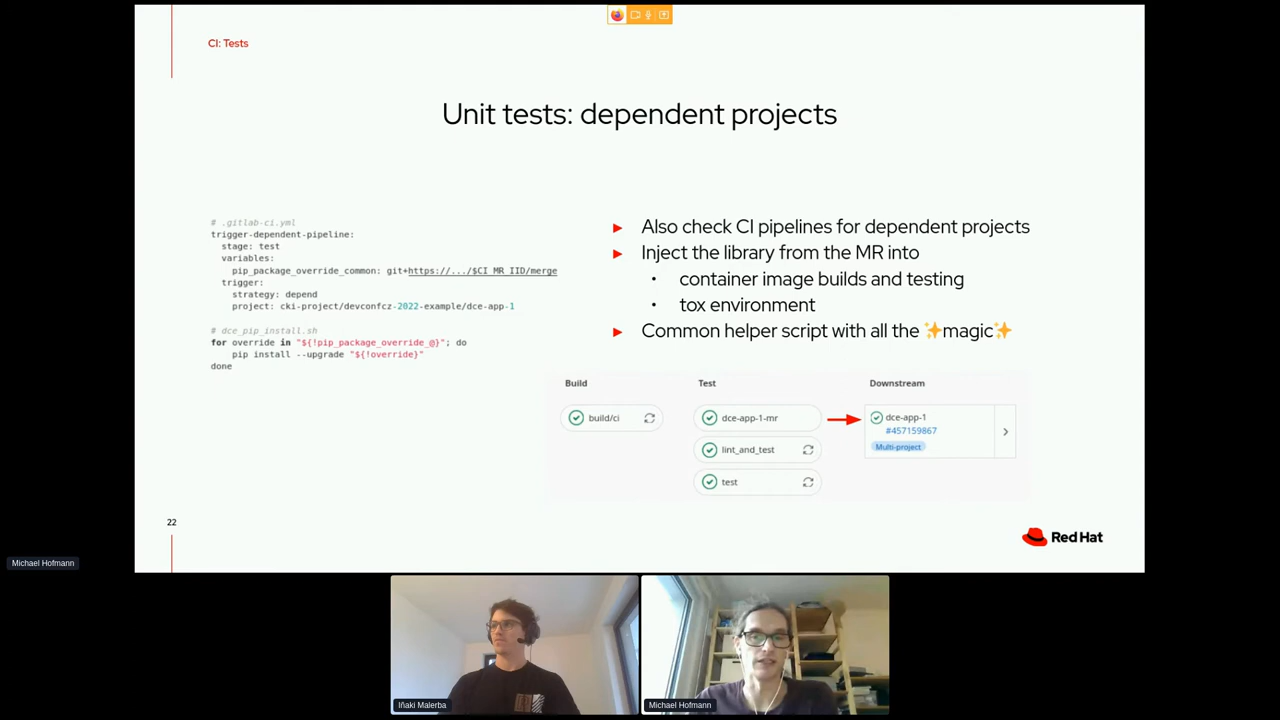 CI: Tests
Unit tests: dependent projects
# .gitlab-ci.yml
trigger-dependent-pipeline:
stage: test
variables:
pip_package_override_common: git+https://.../$CI_MR_IID/merge
trigger:
strategy: depend
project: cki-project/devconfcz-2022-example/dce-app-1
# dce_pip_install.sh
for override in "${!pip_package_override_@}"; do
pip install --upgrade "${!override}"
done
► Also check CI pipelines for dependent projects
► Inject the library from the MR into
• container image builds and testing
• tox environment
► Common helper script with all the ✨magic✨
Build
Test
Downstream
build/ci
dce-app-1-mr
dce-app-1
#457159867
Multi-project
lint_and_test
test
22
Red Hat
Michael Hofmann
Iñaki Malerba
Michael Hofmann